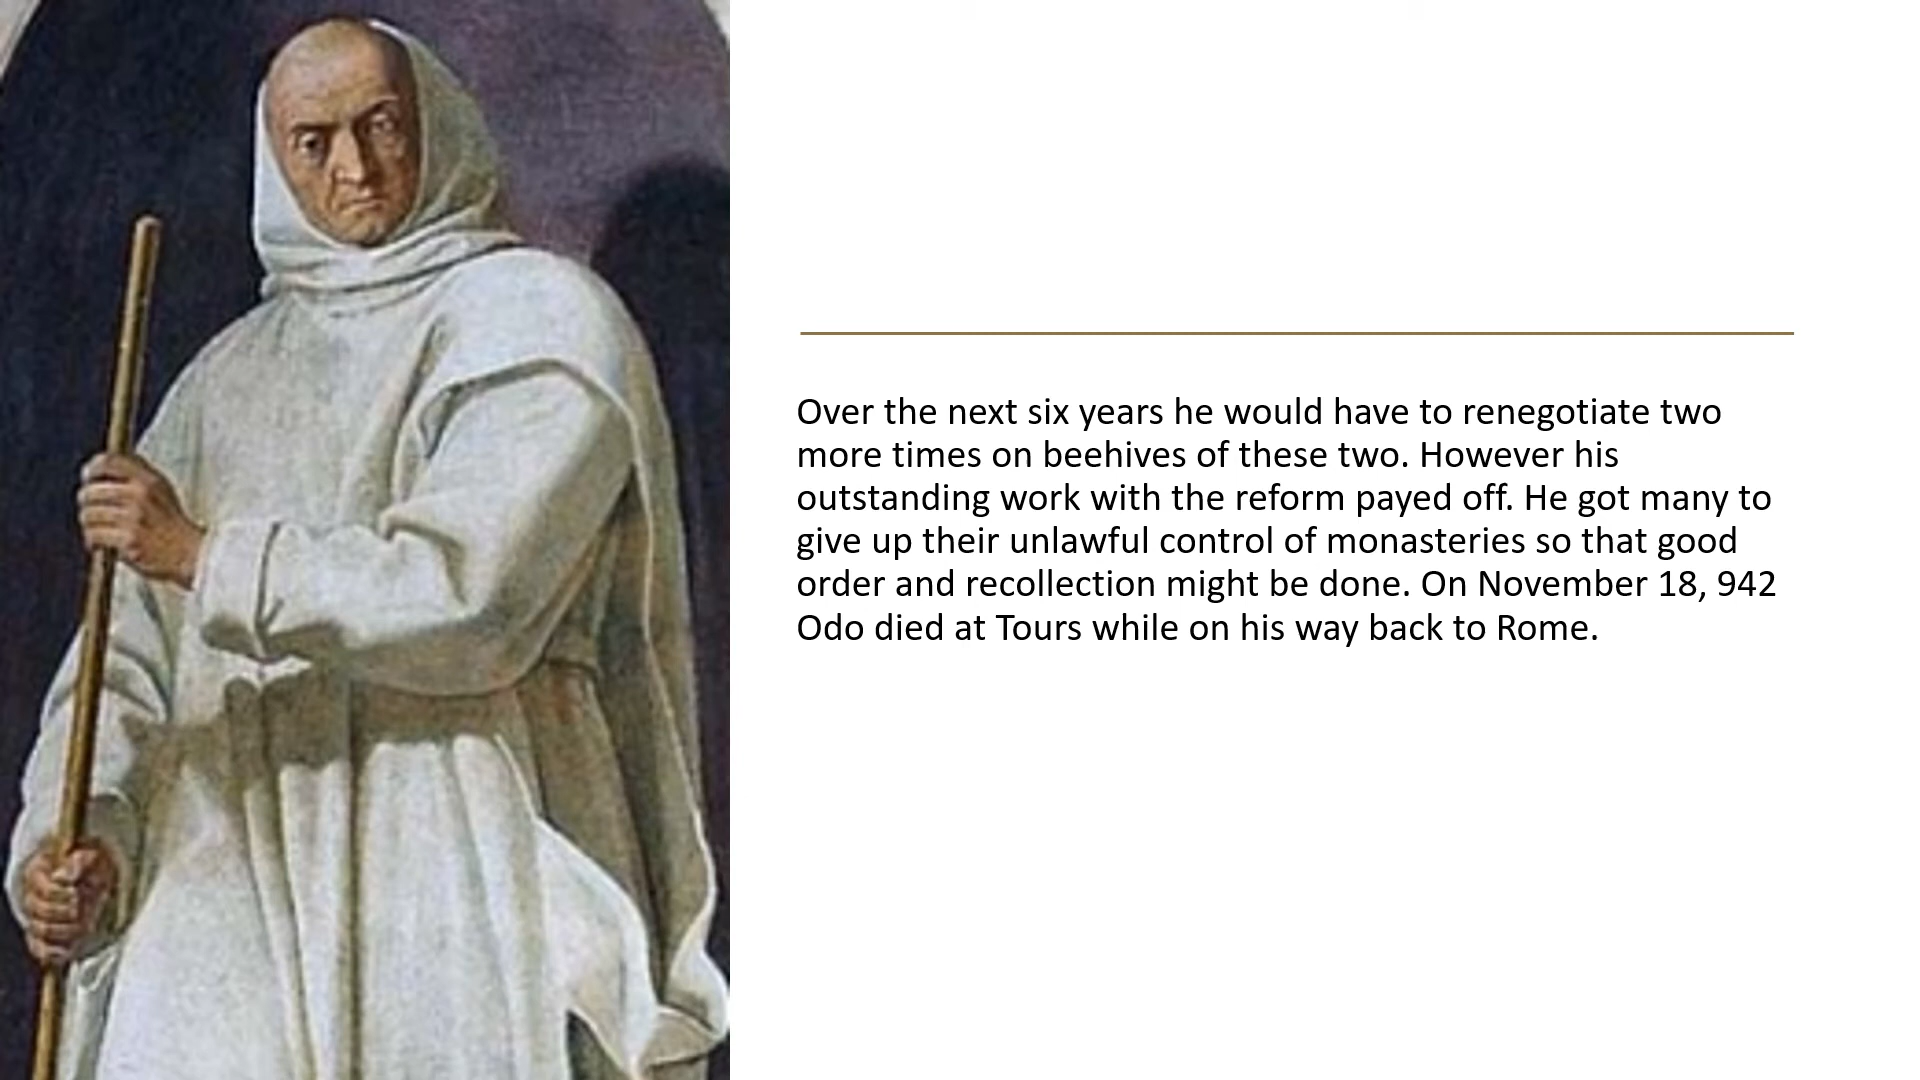 Over the next six years he would have to renegotiate two
more times on beehives of these two. However his
outstanding work with the reform payed off. He got many to
give up their unlawful control of monasteries so that good
order and recollection might be done. On November 18, 942
Odo died at Tours while on his way back to Rome.